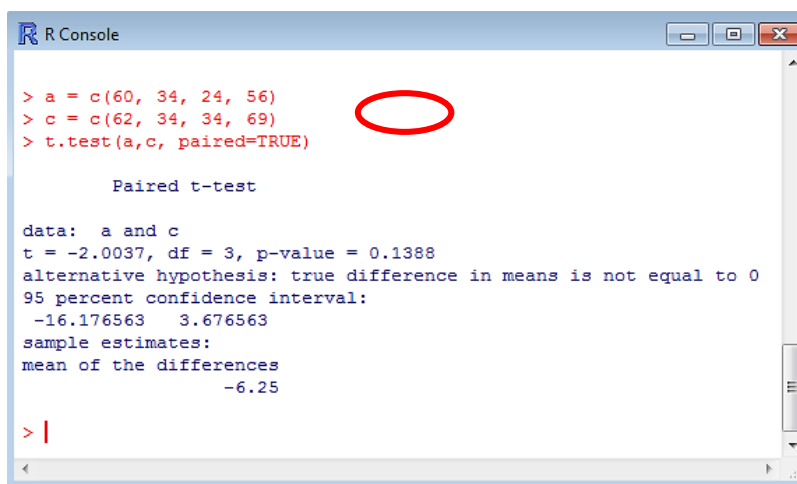 R Console
> a = c(60, 34, 24, 56)
> c = c(62, 34, 34, 69)
> t.test(a,c, paired=TRUE)
Paired t-test
data:  a and c
t = -2.0037, df = 3, p-value = 0.1388
alternative hypothesis: true difference in means is not equal to 0
95 percent confidence interval:
-16.176563   3.676563
sample estimates:
mean of the differences
-6.25
>